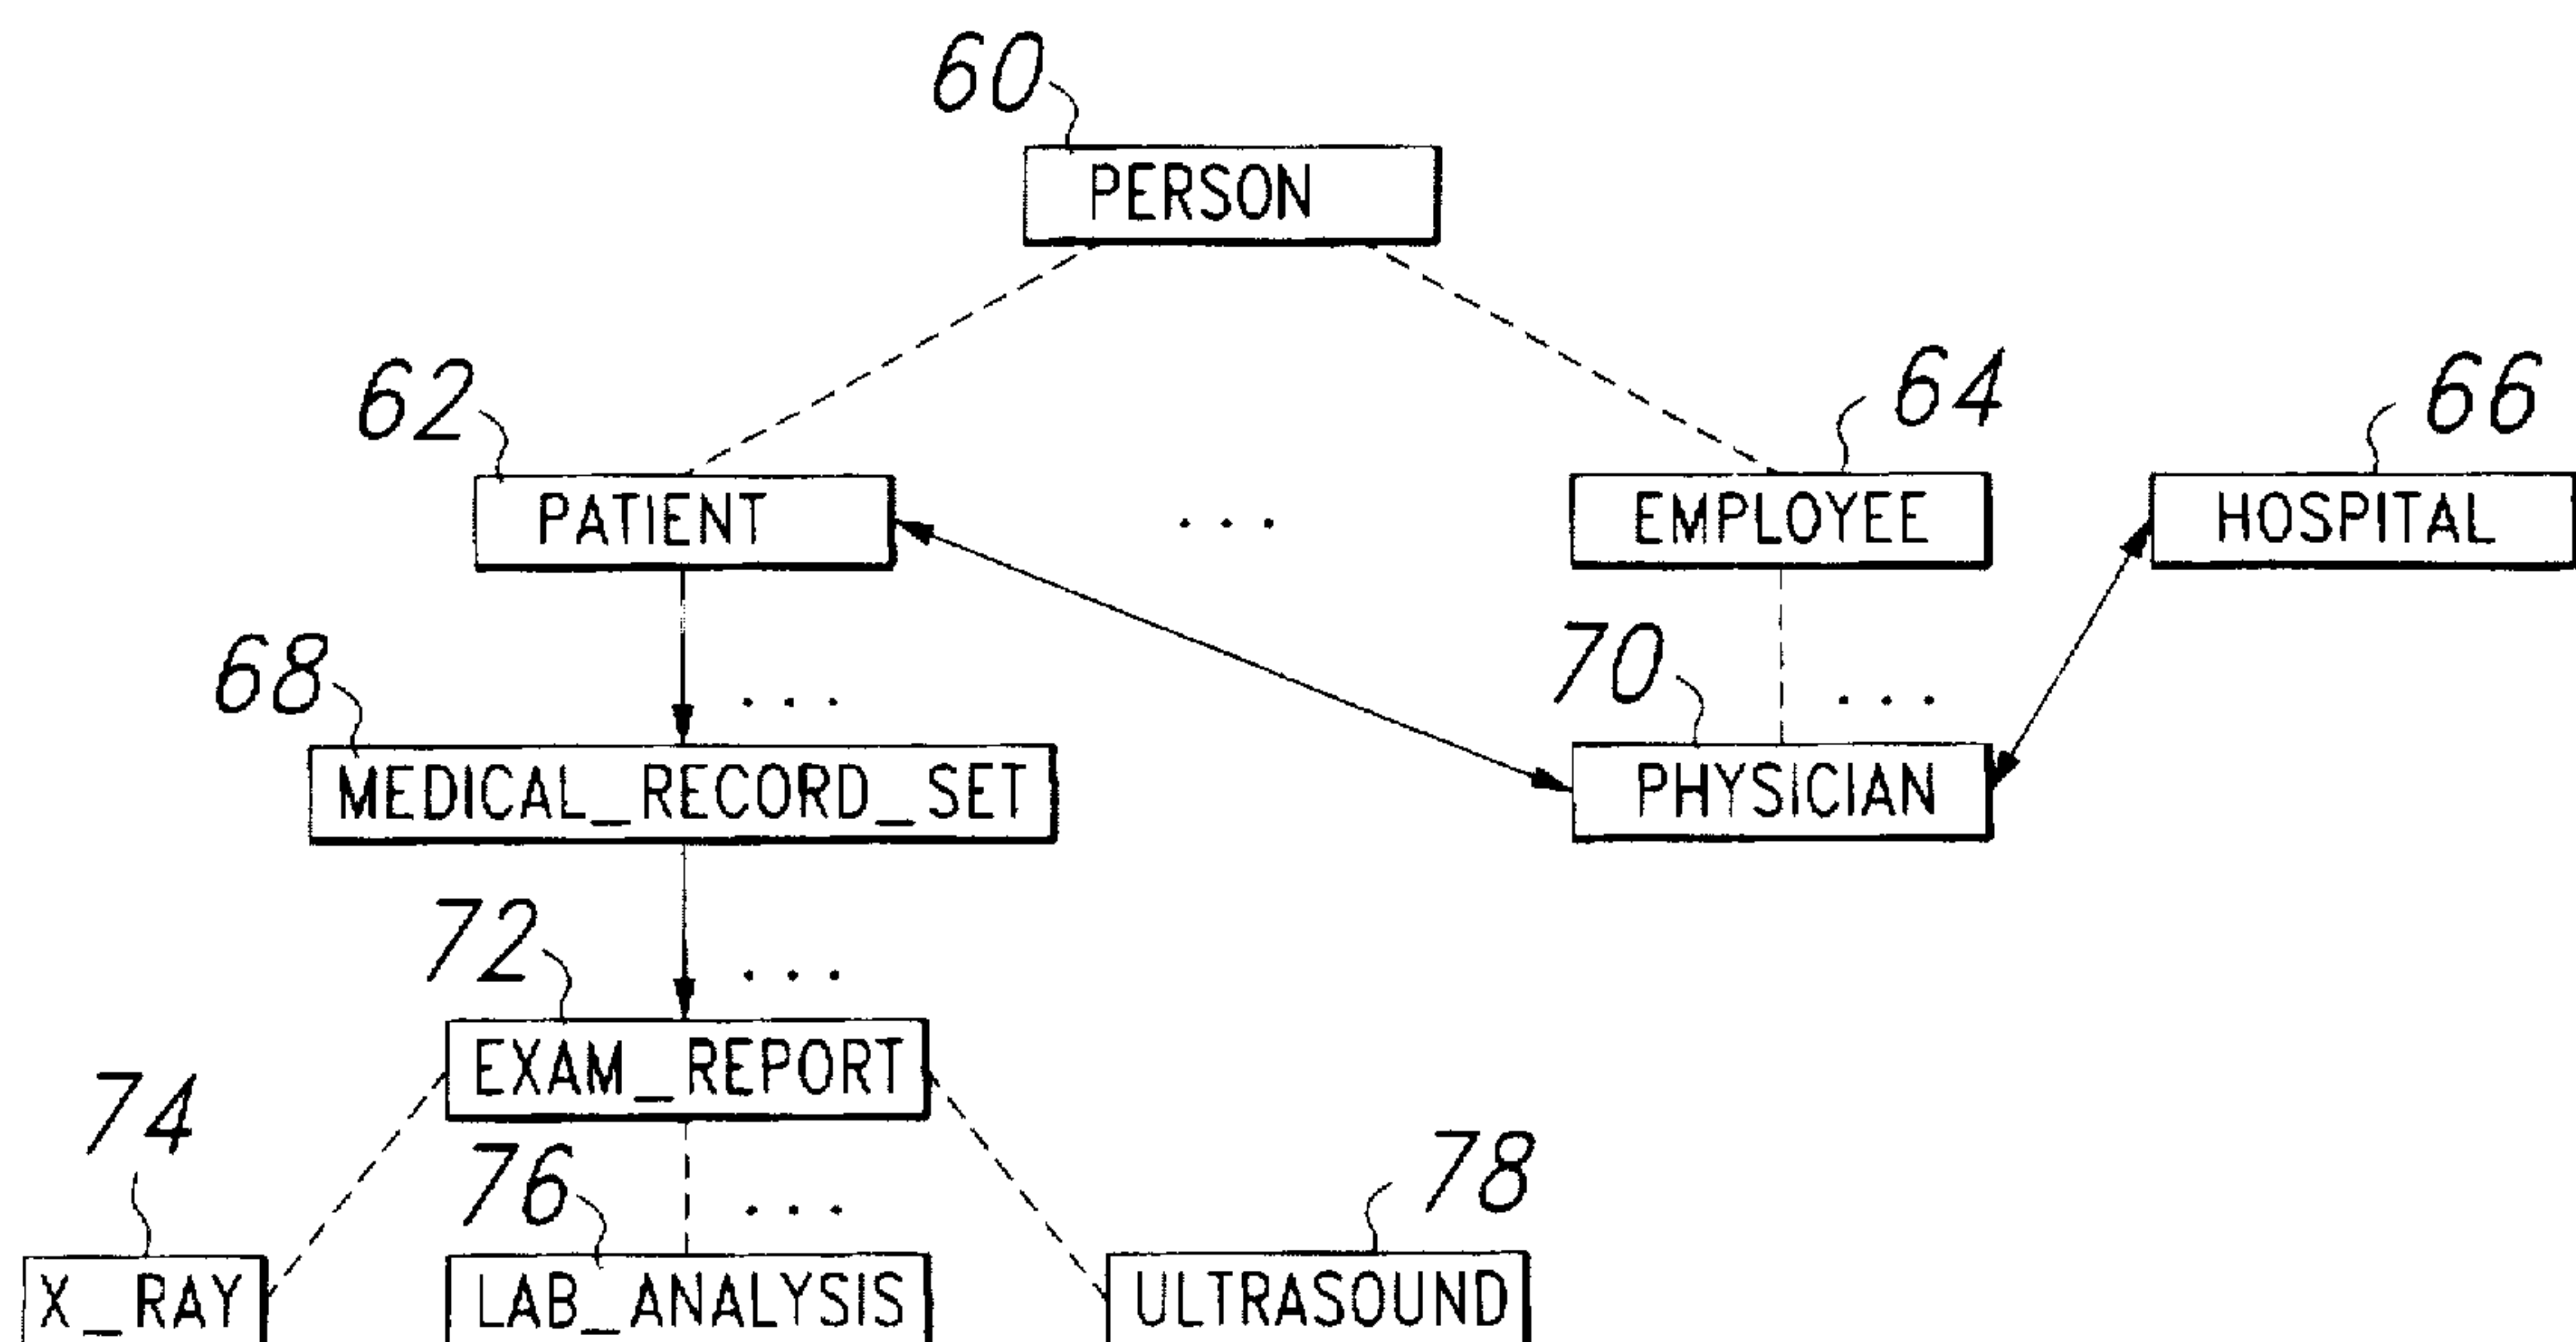 60
PERSON
62
64
66
PATIENT
. . .
EMPLOYEE
HOSPITAL
68
. . .
70
. . .
MEDICAL_RECORD_SET
PHYSICIAN
72
. . .
EXAM_REPORT
74
76
. . .
78
X_RAY
LAB_ANALYSIS
ULTRASOUND